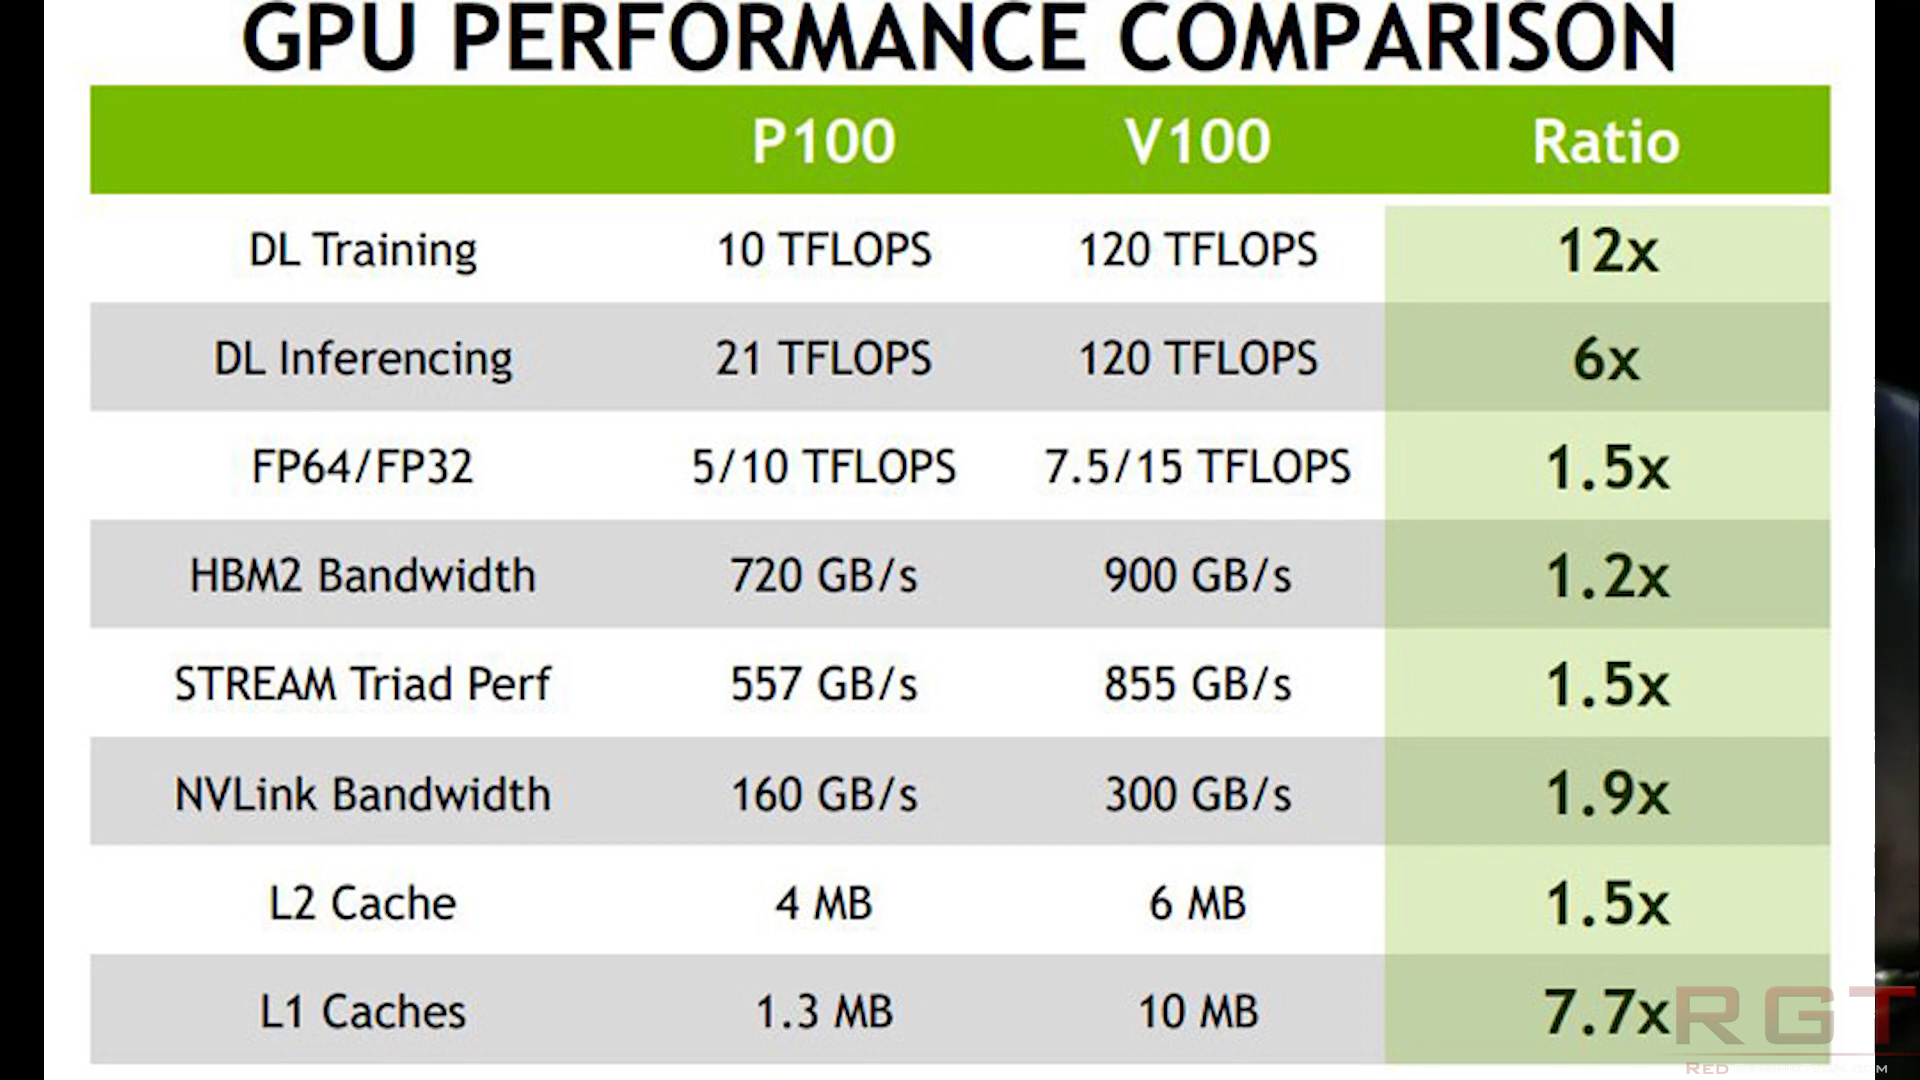 GPU PERFORMANCE COMPARISON
P100 V100 Ratio
DL Training 10 TFLOPS 120 TFLOPS 12x
DL Inferencing 21 TFLOPS 120 TFLOPS 6x
FP64/FP32 5/10 TFLOPS 7.5/15 TFLOPS 1.5x
HBM2 Bandwidth 720 GB/s 900 GB/s 1.2x
STREAM Triad Perf 557 GB/s 855 GB/s 1.5x
NVLink Bandwidth 160 GB/s 300 GB/s 1.9x
L2 Cache 4 MB 6 MB 1.5x
L1 Caches 1.3 MB 10 MB 7.7x
RGT
RED